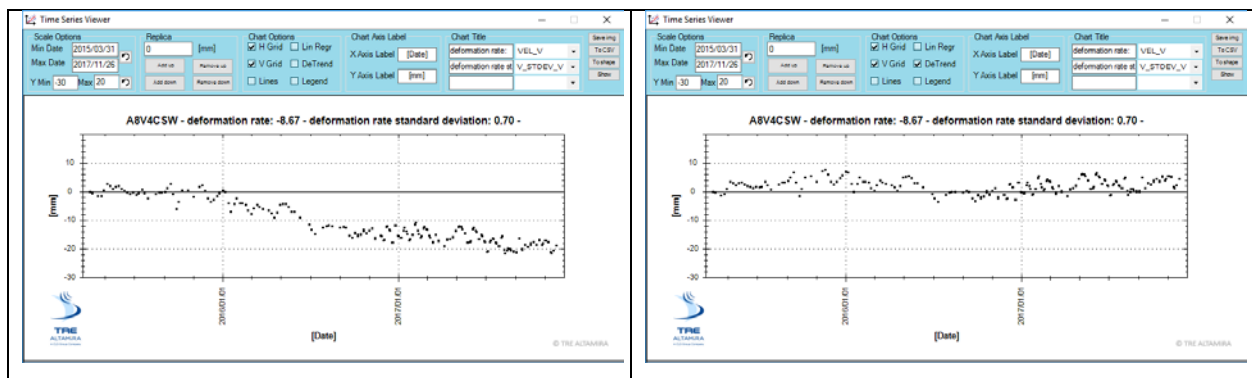 Time Series Viewer
Scale Options Replica Chart Options Chart Axis Label Chart Title
Min Date 2015/03/31 0 [mm] H Grid Lin Regr X Axis Label [Date] deformation rate: VEL_V Save img
Max Date 2017/11/26 Add up Remove up V Grid DeTrend deformation rate st V_STDEV_V To CSV
Y Min -30 Max 20 Add down Remove down Lines Legend Y Axis Label [mm] To shape
Show
A8V4CSW - deformation rate: -8.67 - deformation rate standard deviation: 0.70 -
10
0
-10
-20
-30
[mm]
2016/01/01
2017/01/01
[Date]
TRE
ALTAMIRA
© TRE ALTAMIRA
Time Series Viewer
Scale Options Replica Chart Options Chart Axis Label Chart Title
Min Date 2015/03/31 0 [mm] H Grid Lin Regr X Axis Label [Date] deformation rate: VEL_V Save img
Max Date 2017/11/26 Add up Remove up V Grid DeTrend deformation rate st V_STDEV_V To CSV
Y Min -30 Max 20 Add down Remove down Lines Legend Y Axis Label [mm] To shape
Show
A8V4CSW - deformation rate: -8.67 - deformation rate standard deviation: 0.70 -
10
0
-10
-20
-30
[mm]
2016/01/01
2017/01/01
[Date]
TRE
ALTAMIRA
© TRE ALTAMIRA